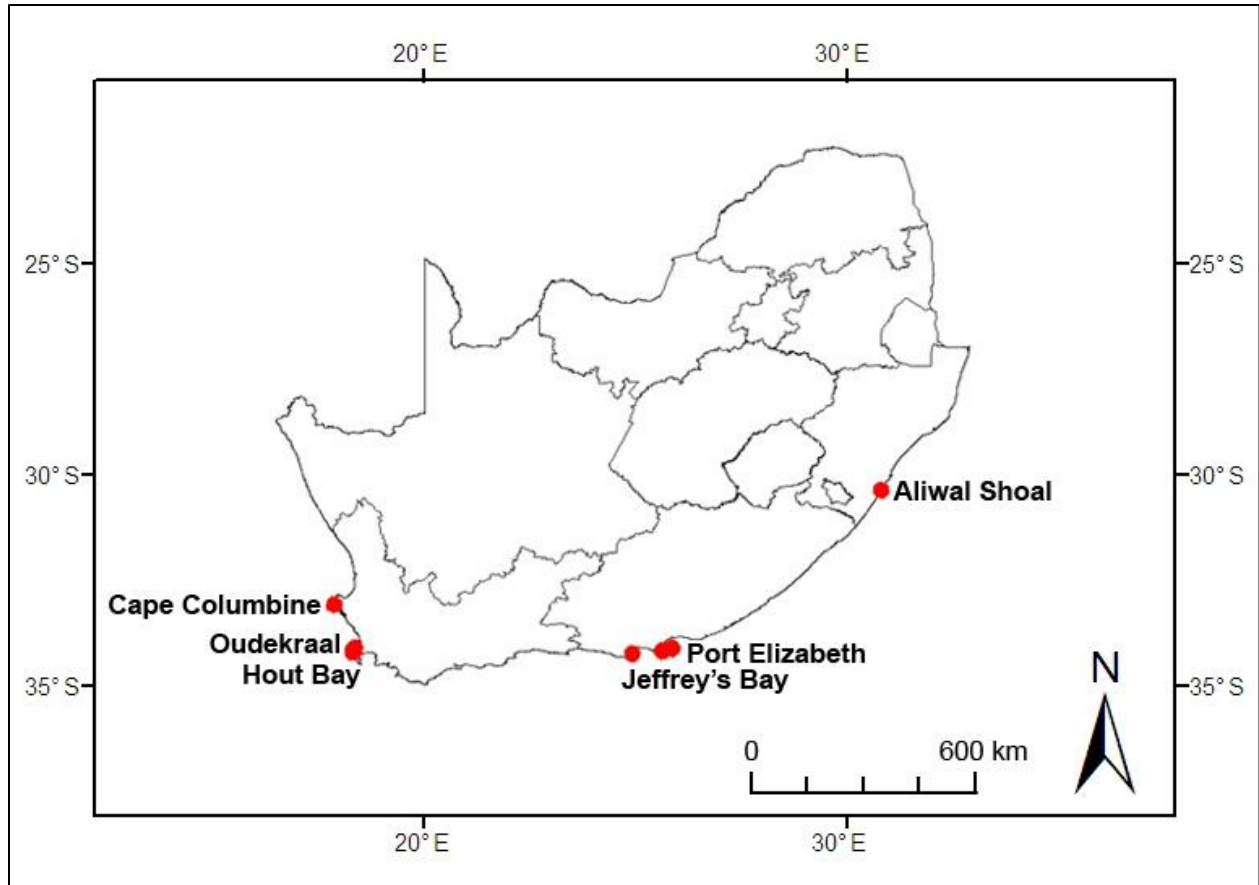 20°E 30°E
25°S 25°S
30°S
30°S
Aliwal Shoal
Cape Columbine
Oudekraal
Hout Bay
Port Elizabeth
Jeffrey's Bay
35°S 35°S
N
0 600 km
20°E 30°E